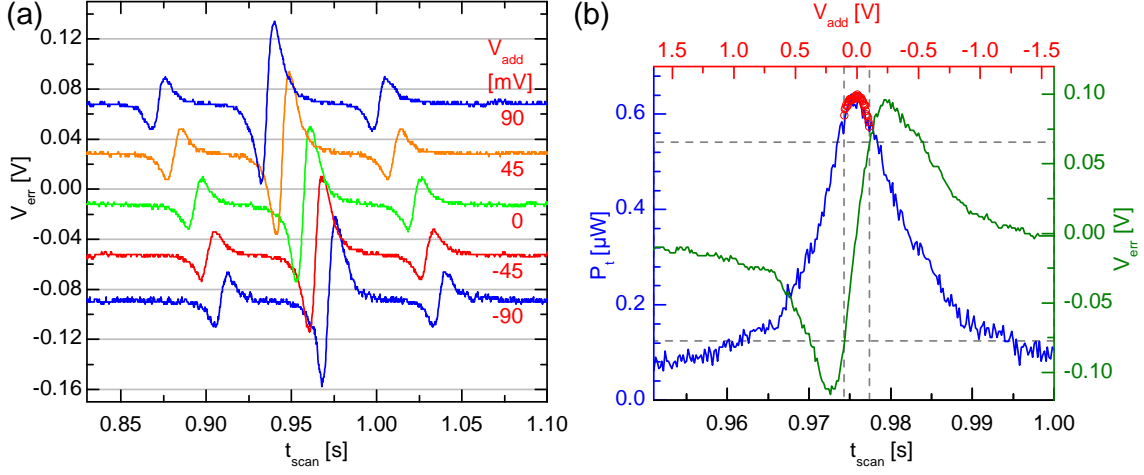 (a)
V_err [V]
0.12
0.08
0.04
0.00
-0.04
-0.08
-0.12
-0.16
V_add
[mV]
90
45
0
-45
-90
0.85 0.90 0.95 1.00 1.05 1.10
t_scan [s]
(b)
V_add [V]
1.5 1.0 0.5 0.0 -0.5 -1.0 -1.5
P_t [µW]
0.6
0.4
0.2
0.0
0.10
0.05
0.00
-0.05
-0.10
V_err [V]
0.96 0.97 0.98 0.99 1.00
t_scan [s]